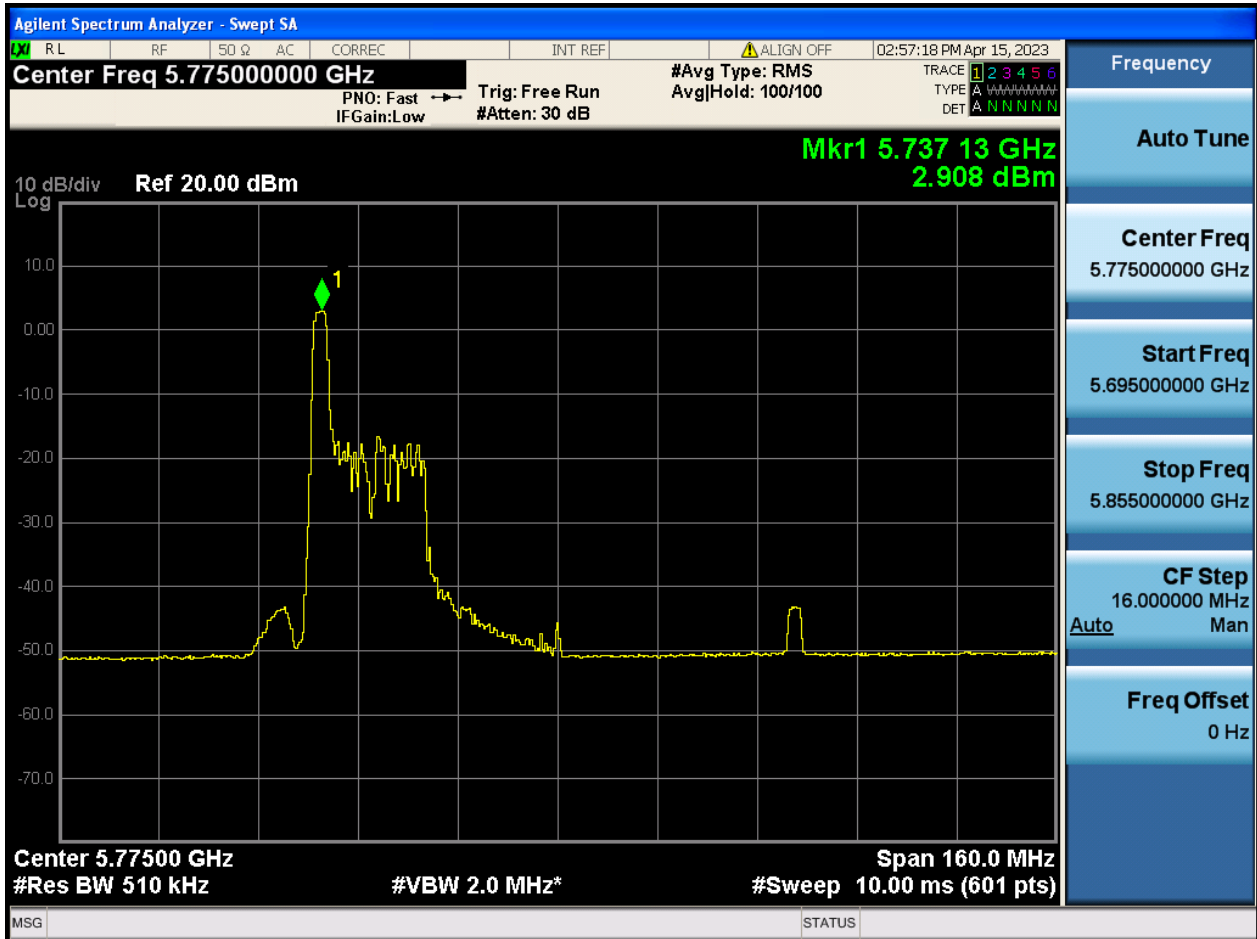 Agilent Spectrum Analyzer - Swept SA
LXI RL RF 50 Ω AC CORREC INT REF ALIGN OFF 02:57:18 PM Apr 15, 2023
Center Freq 5.775000000 GHz
PNO: Fast
IFGain:Low
Trig: Free Run
#Atten: 30 dB
#Avg Type: RMS
Avg|Hold: 100/100
TRACE 1 2 3 4 5 6
TYPE A
DET A N N N N N
Mkr1 5.737 13 GHz
2.908 dBm
10 dB/div Ref 20.00 dBm
Log
10.0
1
0.00
-10.0
-20.0
-30.0
-40.0
-50.0
-60.0
-70.0
Center 5.77500 GHz Span 160.0 MHz
#Res BW 510 kHz #VBW 2.0 MHz* #Sweep 10.00 ms (601 pts)
MSG STATUS
Frequency
Auto Tune
Center Freq
5.775000000 GHz
Start Freq
5.695000000 GHz
Stop Freq
5.855000000 GHz
CF Step
16.000000 MHz
Auto Man
Freq Offset
0 Hz